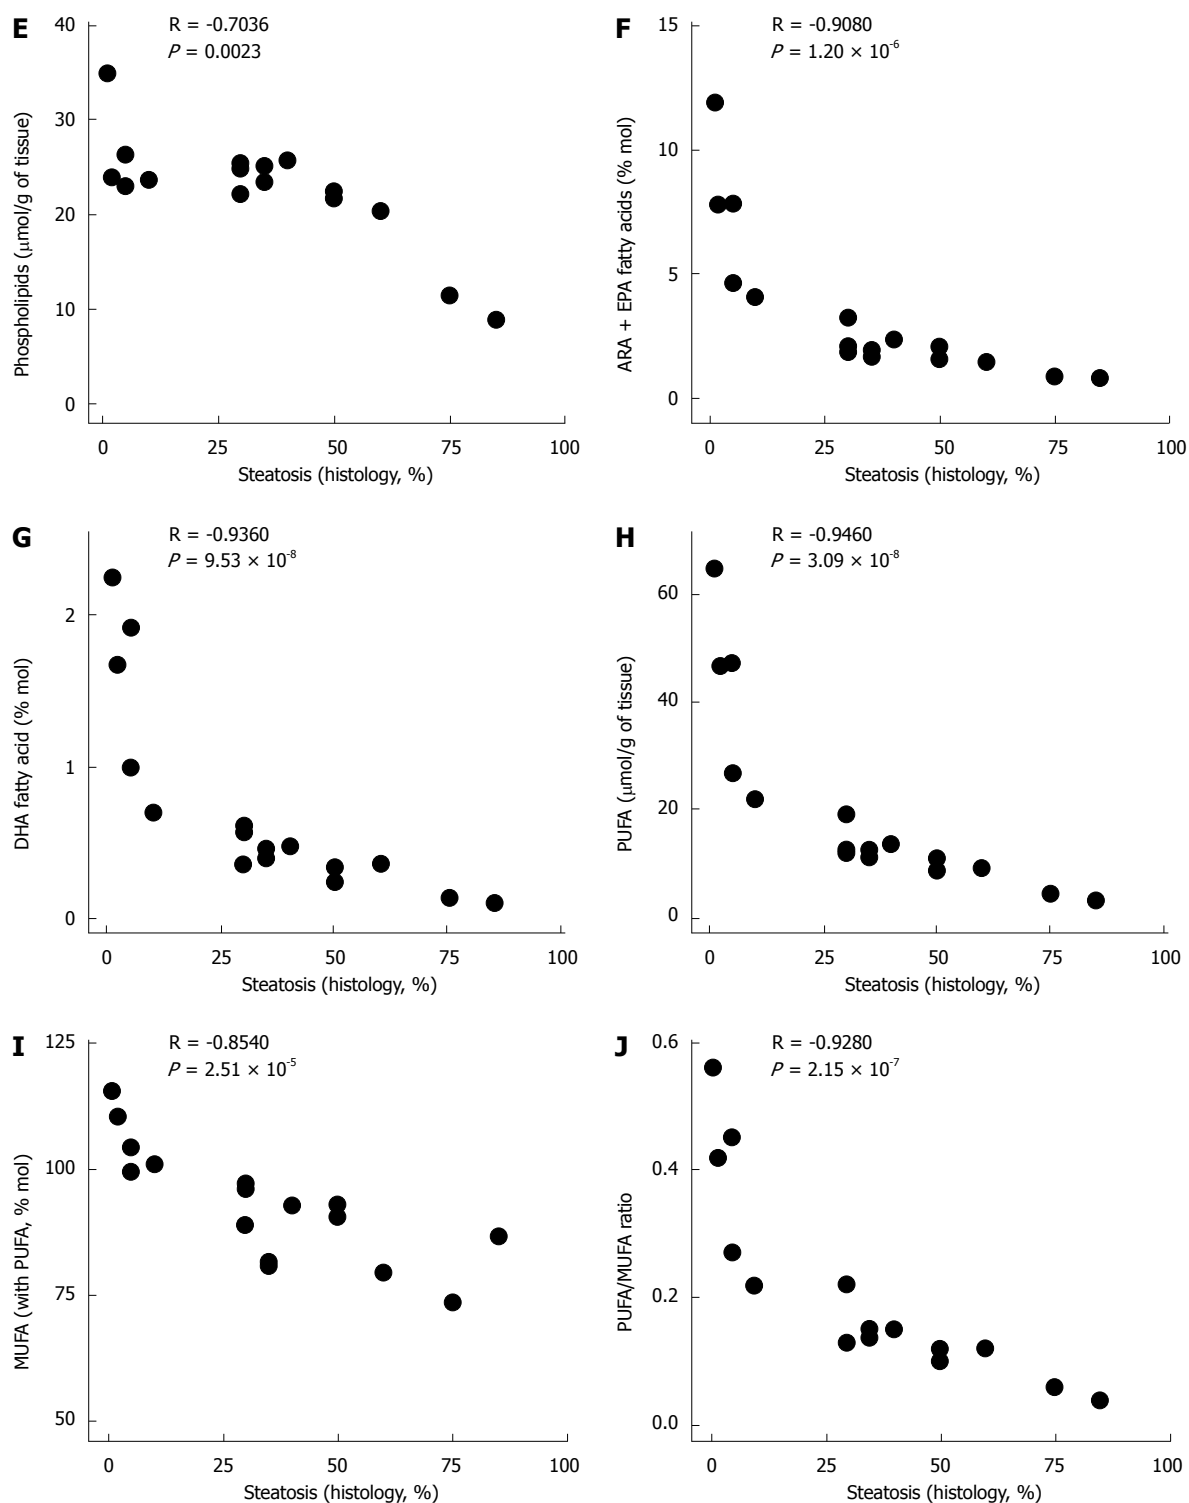 E
R = -0.7036
P = 0.0023
40
30
20
10
0
Phospholipids (μmol/g of tissue)
0 25 50 75 100
Steatosis (histology, %)
F
R = -0.9080
P = 1.20 × 10-6
15
10
5
0
ARA + EPA fatty acids (% mol)
0 25 50 75 100
Steatosis (histology, %)
G
R = -0.9360
P = 9.53 × 10-8
2
1
0
DHA fatty acid (% mol)
0 25 50 75 100
Steatosis (histology, %)
H
R = -0.9460
P = 3.09 × 10-8
60
40
20
0
PUFA (μmol/g of tissue)
0 25 50 75 100
Steatosis (histology, %)
I
R = -0.8540
P = 2.51 × 10-5
125
100
75
50
MUFA (with PUFA, % mol)
0 25 50 75 100
Steatosis (histology, %)
J
R = -0.9280
P = 2.15 × 10-7
0.6
0.4
0.2
0.0
PUFA/MUFA ratio
0 25 50 75 100
Steatosis (histology, %)